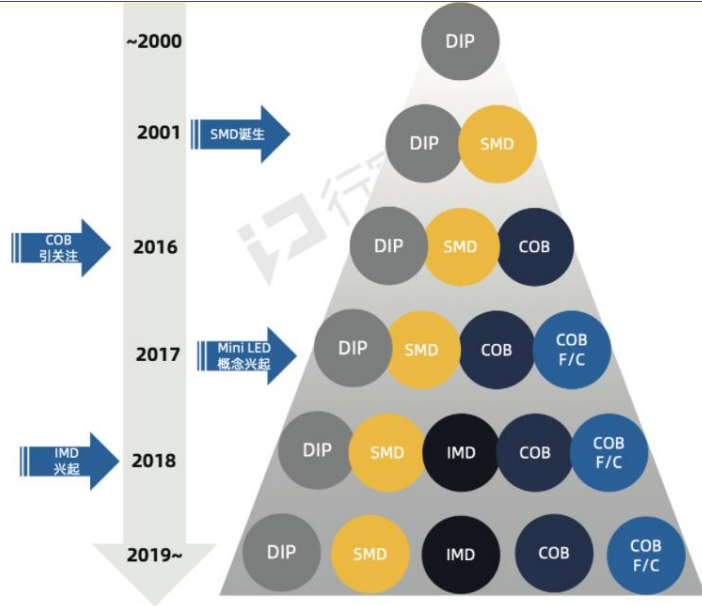 ~2000
DIP
2001
SMD诞生
DIP
SMD
COB
引关注
2016
DIP
SMD
COB
2017
Mini LED
概念兴起
DIP
SMD
COB
COB
F/C
IMD
兴起
2018
DIP
SMD
IMD
COB
COB
F/C
2019~
DIP
SMD
IMD
COB
COB
F/C
行